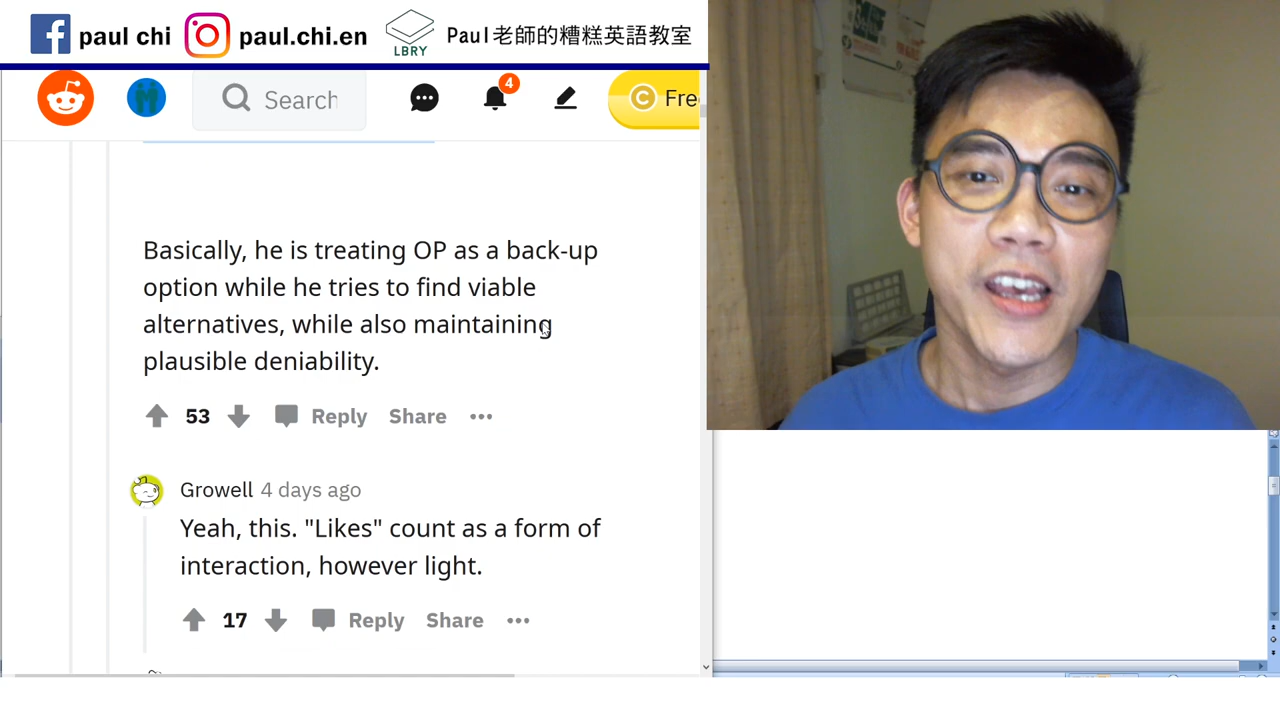 paul chi paul.chi.en LBRY Paul老師的糟糕英語教室
Search 4 Fre
Basically, he is treating OP as a back-up
option while he tries to find viable
alternatives, while also maintaining
plausible deniability.
53 Reply Share
Growell 4 days ago
Yeah, this. "Likes" count as a form of
interaction, however light.
17 Reply Share